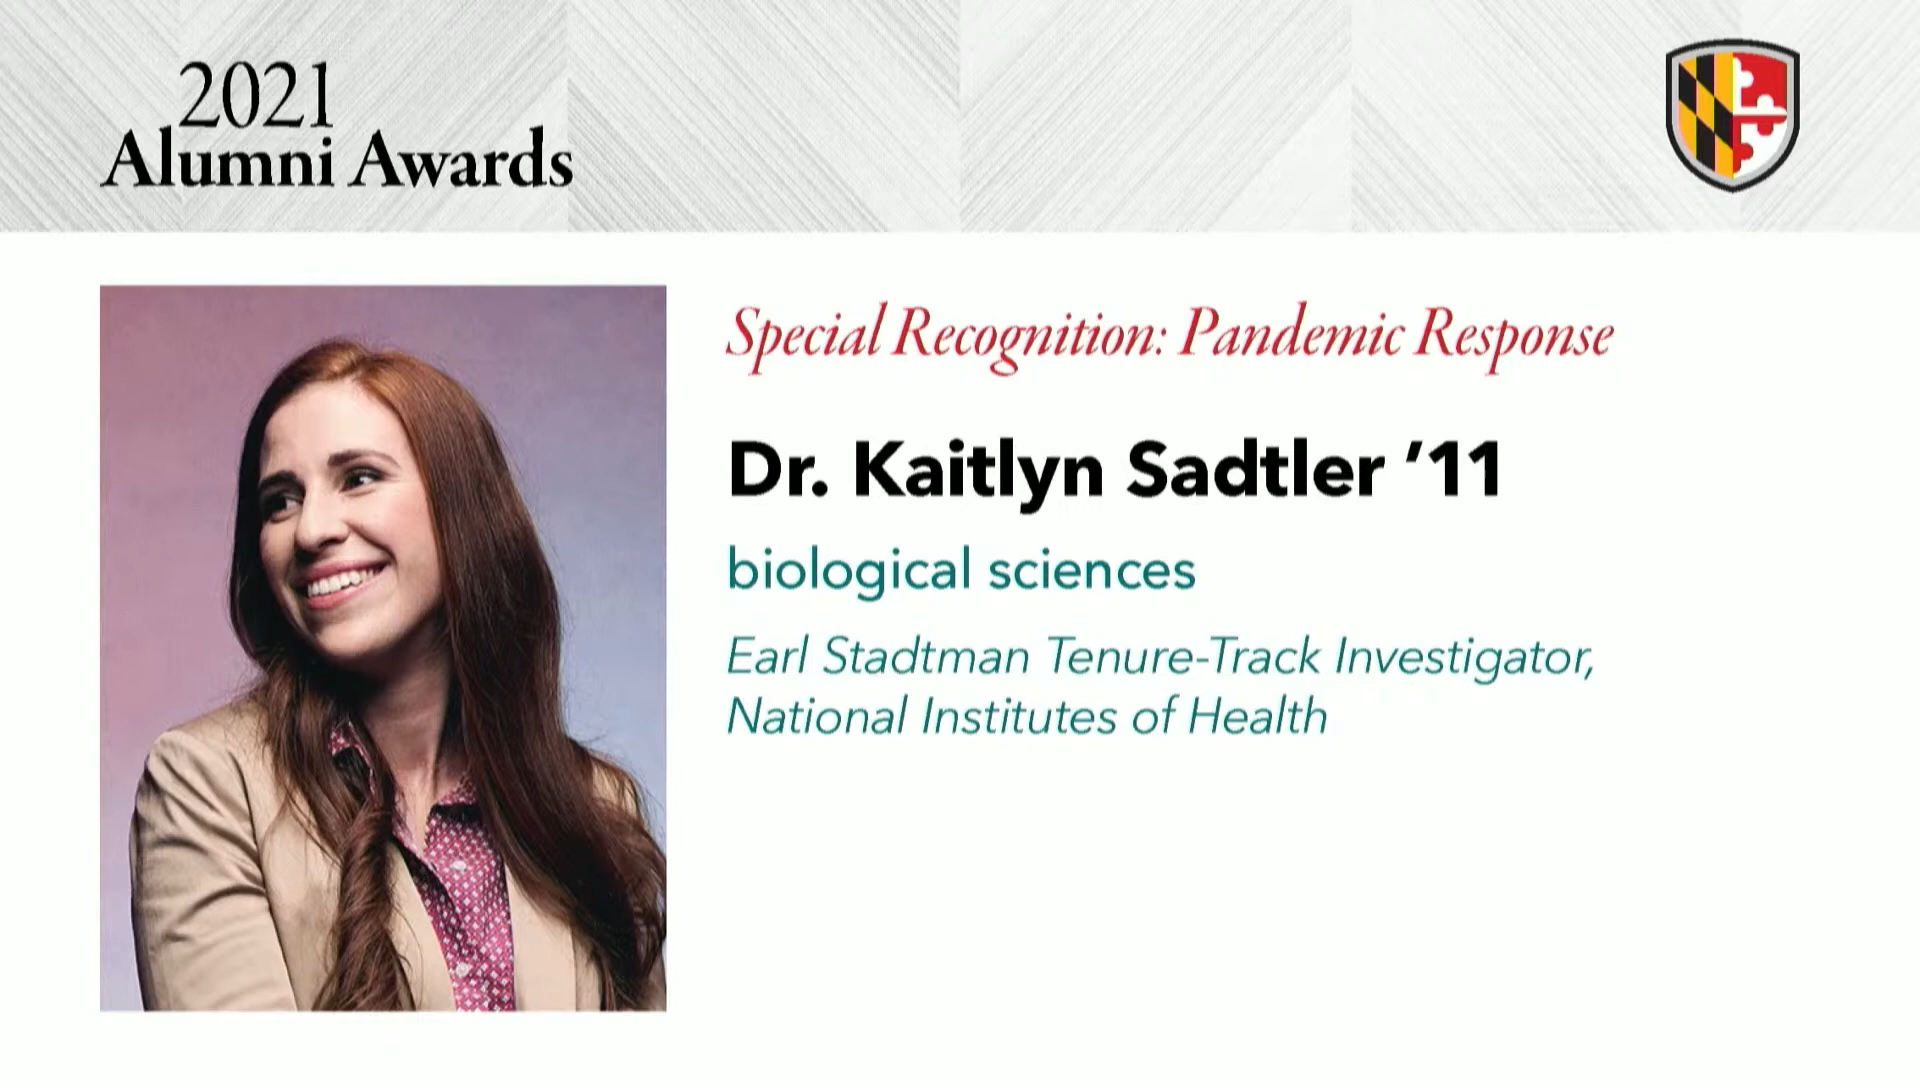 2021
Alumni Awards
Special Recognition: Pandemic Response
Dr. Kaitlyn Sadtler ’11
biological sciences
Earl Stadtman Tenure-Track Investigator,
National Institutes of Health